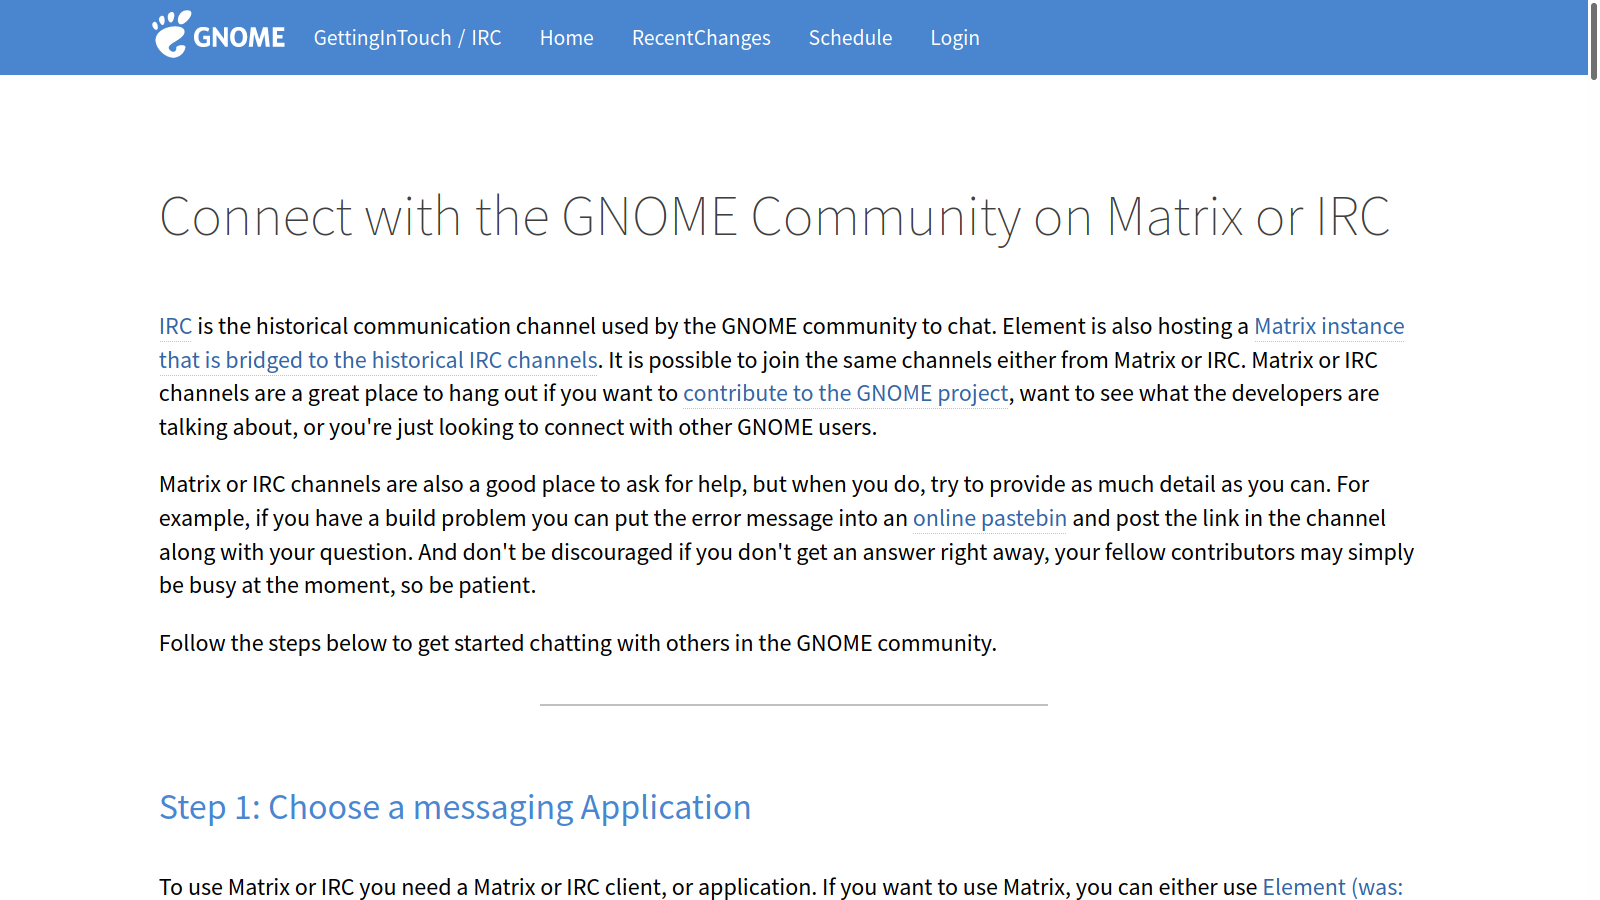 GNOME GettingInTouch / IRC Home RecentChanges Schedule Login
Connect with the GNOME Community on Matrix or IRC
IRC is the historical communication channel used by the GNOME community to chat. Element is also hosting a Matrix instance
that is bridged to the historical IRC channels. It is possible to join the same channels either from Matrix or IRC. Matrix or IRC
channels are a great place to hang out if you want to contribute to the GNOME project, want to see what the developers are
talking about, or you're just looking to connect with other GNOME users.
Matrix or IRC channels are also a good place to ask for help, but when you do, try to provide as much detail as you can. For
example, if you have a build problem you can put the error message into an online pastebin and post the link in the channel
along with your question. And don't be discouraged if you don't get an answer right away, your fellow contributors may simply
be busy at the moment, so be patient.
Follow the steps below to get started chatting with others in the GNOME community.
Step 1: Choose a messaging Application
To use Matrix or IRC you need a Matrix or IRC client, or application. If you want to use Matrix, you can either use Element (was: